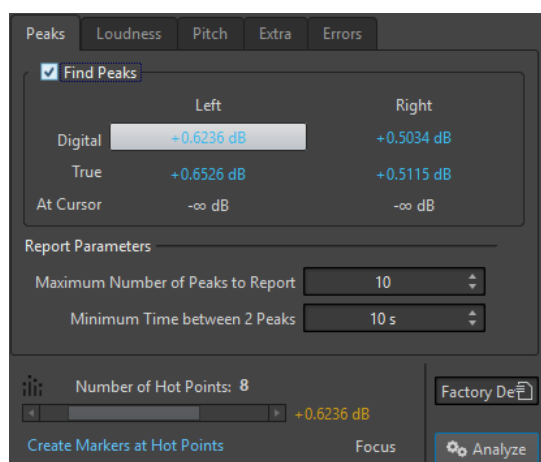 Peaks Loudness Pitch Extra Errors
Find Peaks
Left Right
Digital +0.6236 dB +0.5034 dB
True +0.6526 dB +0.5115 dB
At Cursor -∞ dB -∞ dB
Report Parameters
Maximum Number of Peaks to Report 10
Minimum Time between 2 Peaks 10 s
Number of Hot Points: 8
Factory De
+0.6236 dB
Create Markers at Hot Points Focus Analyze